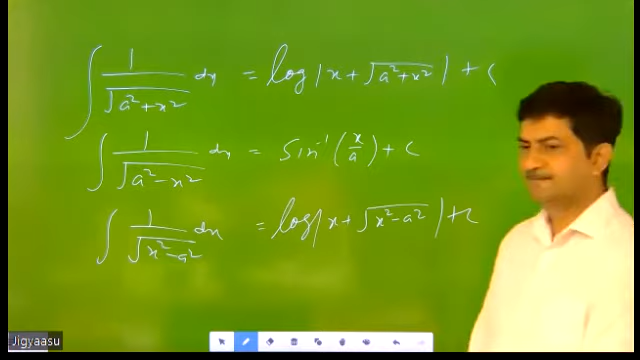 ∫ 1/√(a²+x²) dx = log|x + √(a²+x²)| + c
∫ 1/√(a²-x²) dx = sin⁻¹(x/a) + c
∫ 1/√(x²-a²) dx = log|x + √(x²-a²)| + c
Jigyaasu